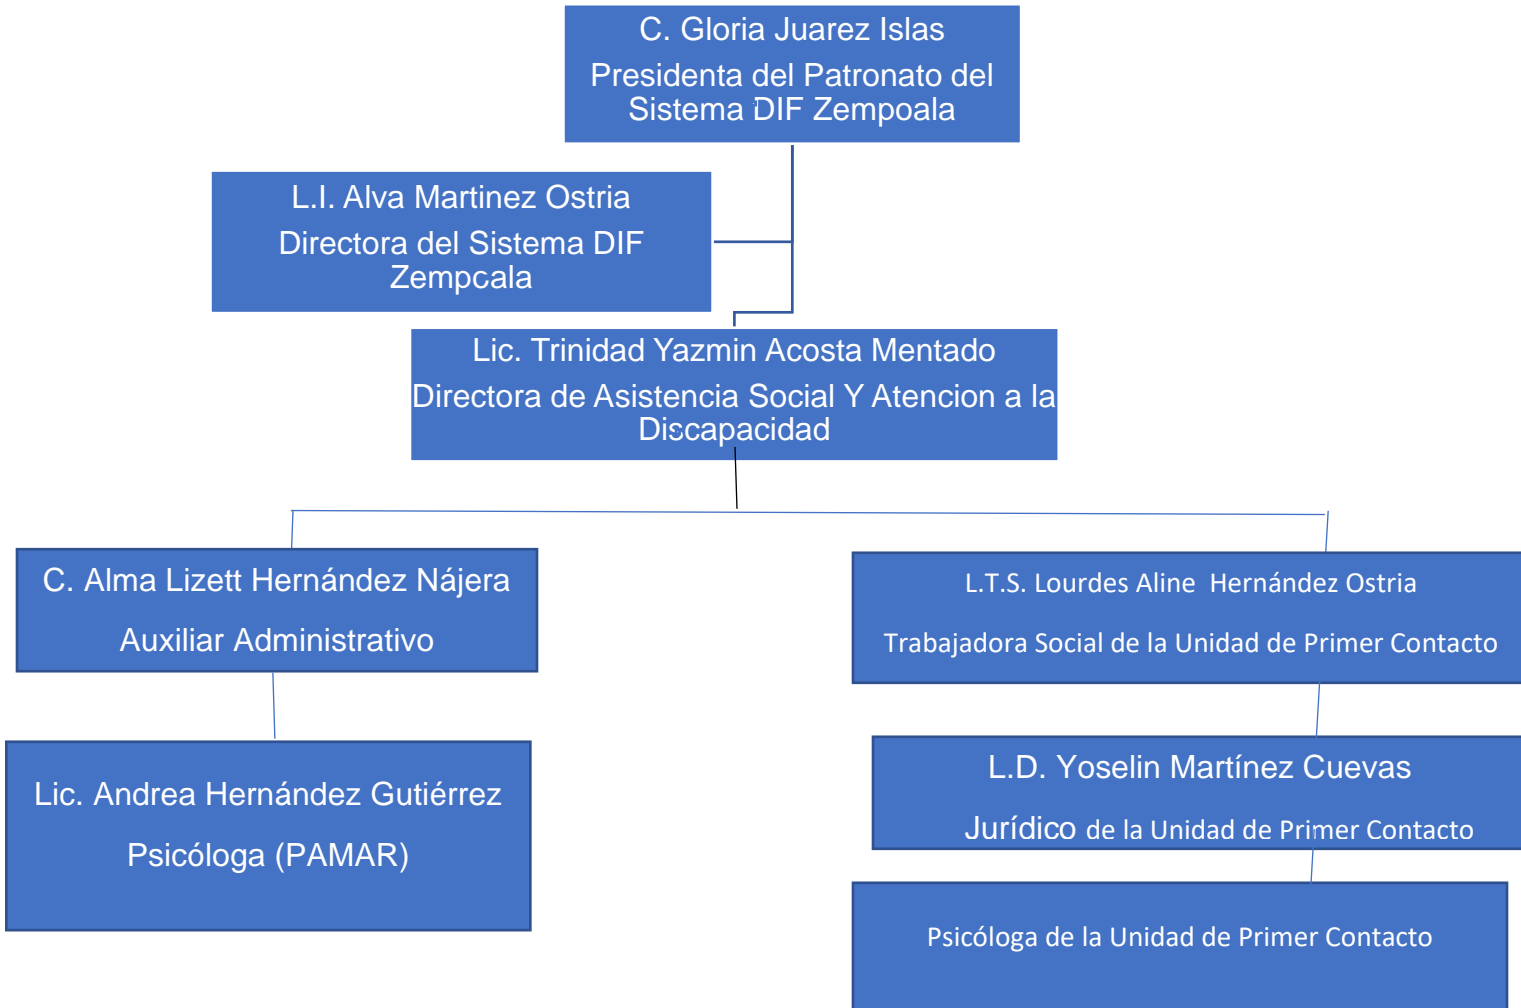 C. Gloria Juarez Islas
Presidenta del Patronato del
Sistema DIF Zempoala
L.I. Alva Martinez Ostria
Directora del Sistema DIF
Zempoala
Lic. Trinidad Yazmin Acosta Mentado
Directora de Asistencia Social Y Atencion a la
Discapacidad
C. Alma Lizett Hernández Nájera
Auxiliar Administrativo
Lic. Andrea Hernández Gutiérrez
Psicóloga (PAMAR)
L.T.S. Lourdes Aline Hernández Ostria
Trabajadora Social de la Unidad de Primer Contacto
L.D. Yoselin Martínez Cuevas
Jurídico de la Unidad de Primer Contacto
Psicóloga de la Unidad de Primer Contacto